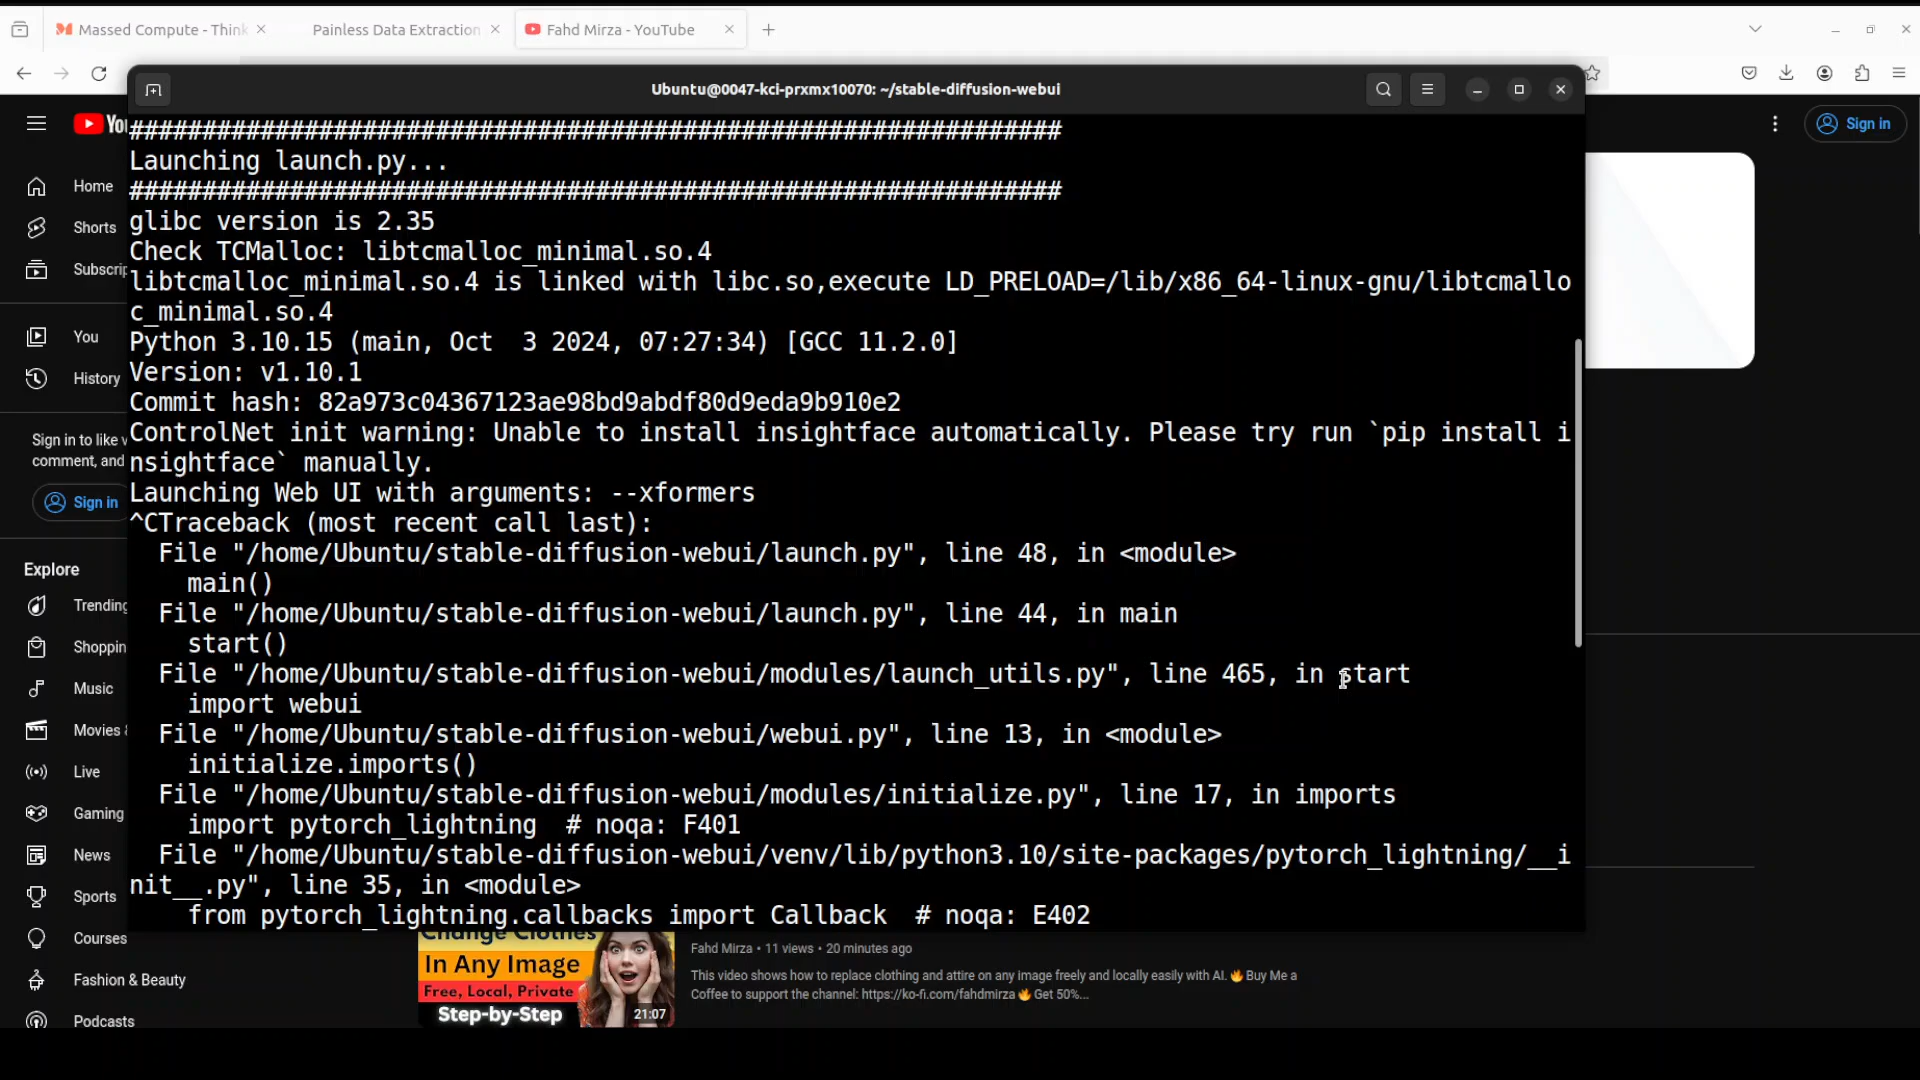 Massed Compute - Think
Painless Data Extraction
Fahd Mirza - YouTube
Ubuntu@0047-kci-prxmx10070: ~/stable-diffusion-webui
You
Sign in
Home
Shorts
Subscrip
You
History
Sign in to like v
comment, and
Sign in
Explore
Trending
Shoppin
Music
Movies &
Live
Gaming
News
Sports
Courses
Fashion & Beauty
Podcasts
################################################################
Launching launch.py...
################################################################
glibc version is 2.35
Check TCMalloc: libtcmalloc_minimal.so.4
libtcmalloc_minimal.so.4 is linked with libc.so,execute LD_PRELOAD=/lib/x86_64-linux-gnu/libtcmallo
c_minimal.so.4
Python 3.10.15 (main, Oct  3 2024, 07:27:34) [GCC 11.2.0]
Version: v1.10.1
Commit hash: 82a973c04367123ae98bd9abdf80d9eda9b910e2
ControlNet init warning: Unable to install insightface automatically. Please try run `pip install i
nsightface` manually.
Launching Web UI with arguments: --xformers
^CTraceback (most recent call last):
  File "/home/Ubuntu/stable-diffusion-webui/launch.py", line 48, in <module>
    main()
  File "/home/Ubuntu/stable-diffusion-webui/launch.py", line 44, in main
    start()
  File "/home/Ubuntu/stable-diffusion-webui/modules/launch_utils.py", line 465, in start
    import webui
  File "/home/Ubuntu/stable-diffusion-webui/webui.py", line 13, in <module>
    initialize.imports()
  File "/home/Ubuntu/stable-diffusion-webui/modules/initialize.py", line 17, in imports
    import pytorch_lightning  # noqa: F401
  File "/home/Ubuntu/stable-diffusion-webui/venv/lib/python3.10/site-packages/pytorch_lightning/__i
nit__.py", line 35, in <module>
    from pytorch_lightning.callbacks import Callback  # noqa: E402
Change Clothes
In Any Image
Free, Local, Private
Step-by-Step
21:07
Fahd Mirza • 11 views • 20 minutes ago
This video shows how to replace clothing and attire on any image freely and locally easily with AI. 🔥Buy Me a
Coffee to support the channel: https://ko-fi.com/fahdmirza 🔥 Get 50%...